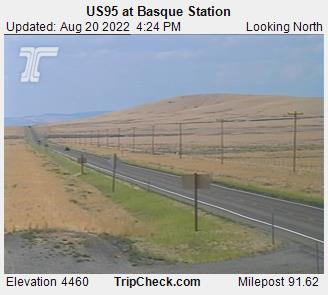 US95 at Basque Station
Updated: Aug 20 2022 4:24 PM Looking North
Elevation 4460 TripCheck.com Milepost 91.62